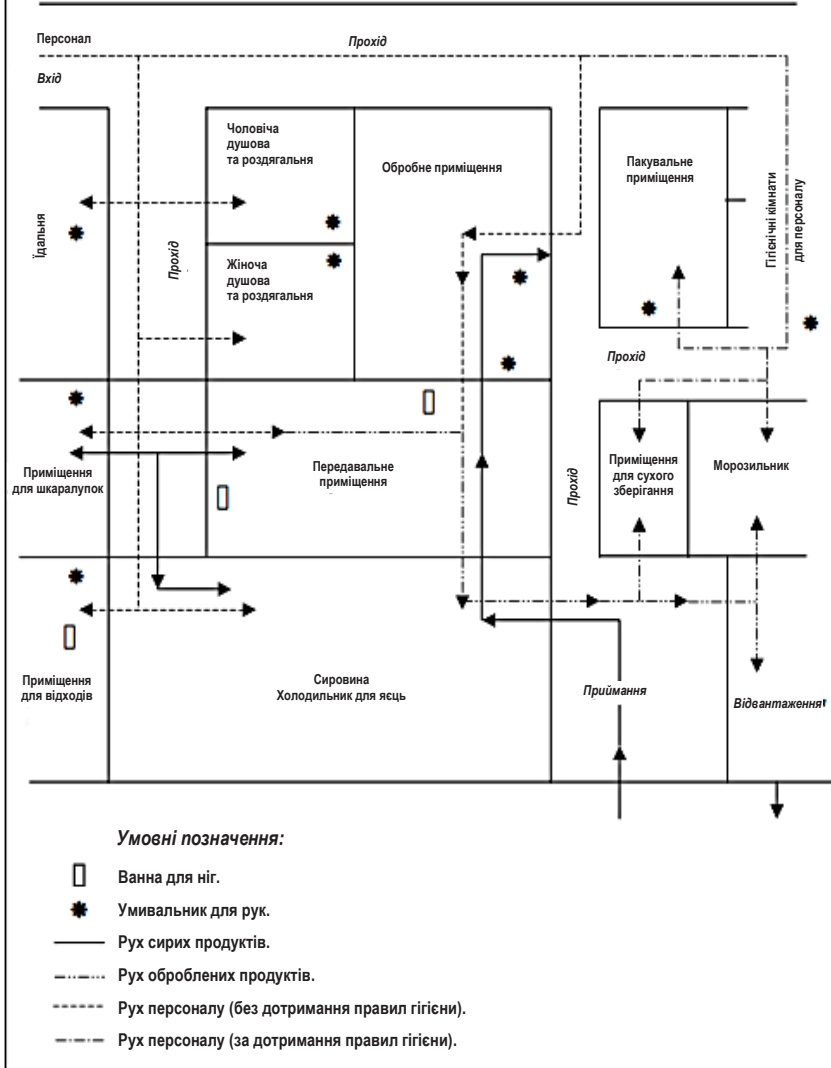 Персонал
Прохід
Вхід
Чоловіча
душова
та роздягальня
Обробне приміщення
Пакувальне
приміщення
Гігієнічні кімнати
для персоналу
Їдальня
Прохід
Жіноча
душова
та роздягальня
Прохід
Приміщення
для шкаралупок
Передавальне
приміщення
Прохід
Приміщення
для сухого
зберігання
Морозильник
Приміщення
для відходів
Сировина
Холодильник для яєць
Приймання
Відвантаження
Умовні позначення:
Ванна для ніг.
Умивальник для рук.
Рух сирих продуктів.
Рух оброблених продуктів.
Рух персоналу (без дотримання правил гігієни).
Рух персоналу (за дотримання правил гігієни).